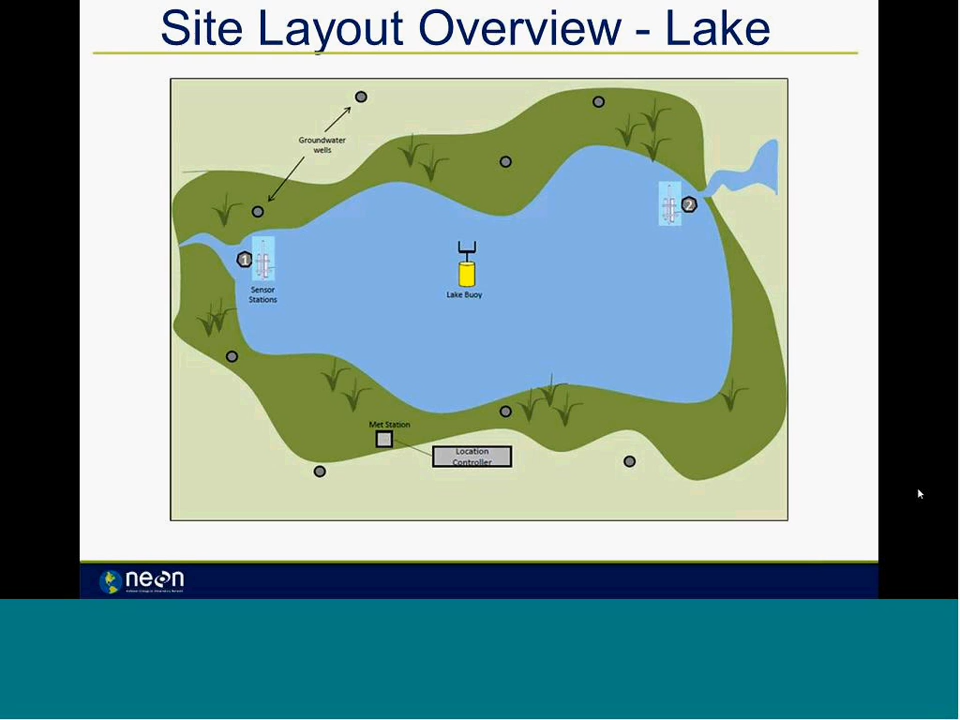 Site Layout Overview - Lake
Groundwater
wells
2
1
Sensor
Stations
Lake Buoy
Met Station
Location
Controller
neon